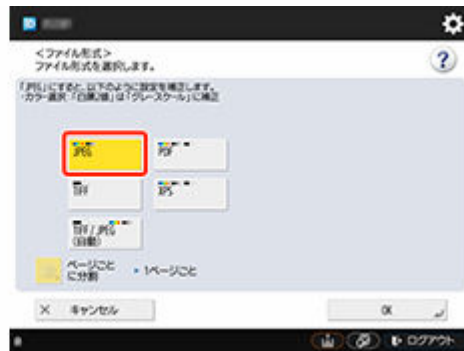 <ファイル形式>
ファイル形式を選択します。
「JPEG」にすると、以下のように設定を補正します。
・カラー選択「白黒2値」は「グレースケール」に補正
JPEG
PDF
TIFF
XPS
TIFF / JPEG
(自動)
ページごと
に分割
・1ページごと
キャンセル
OK
ログアウト